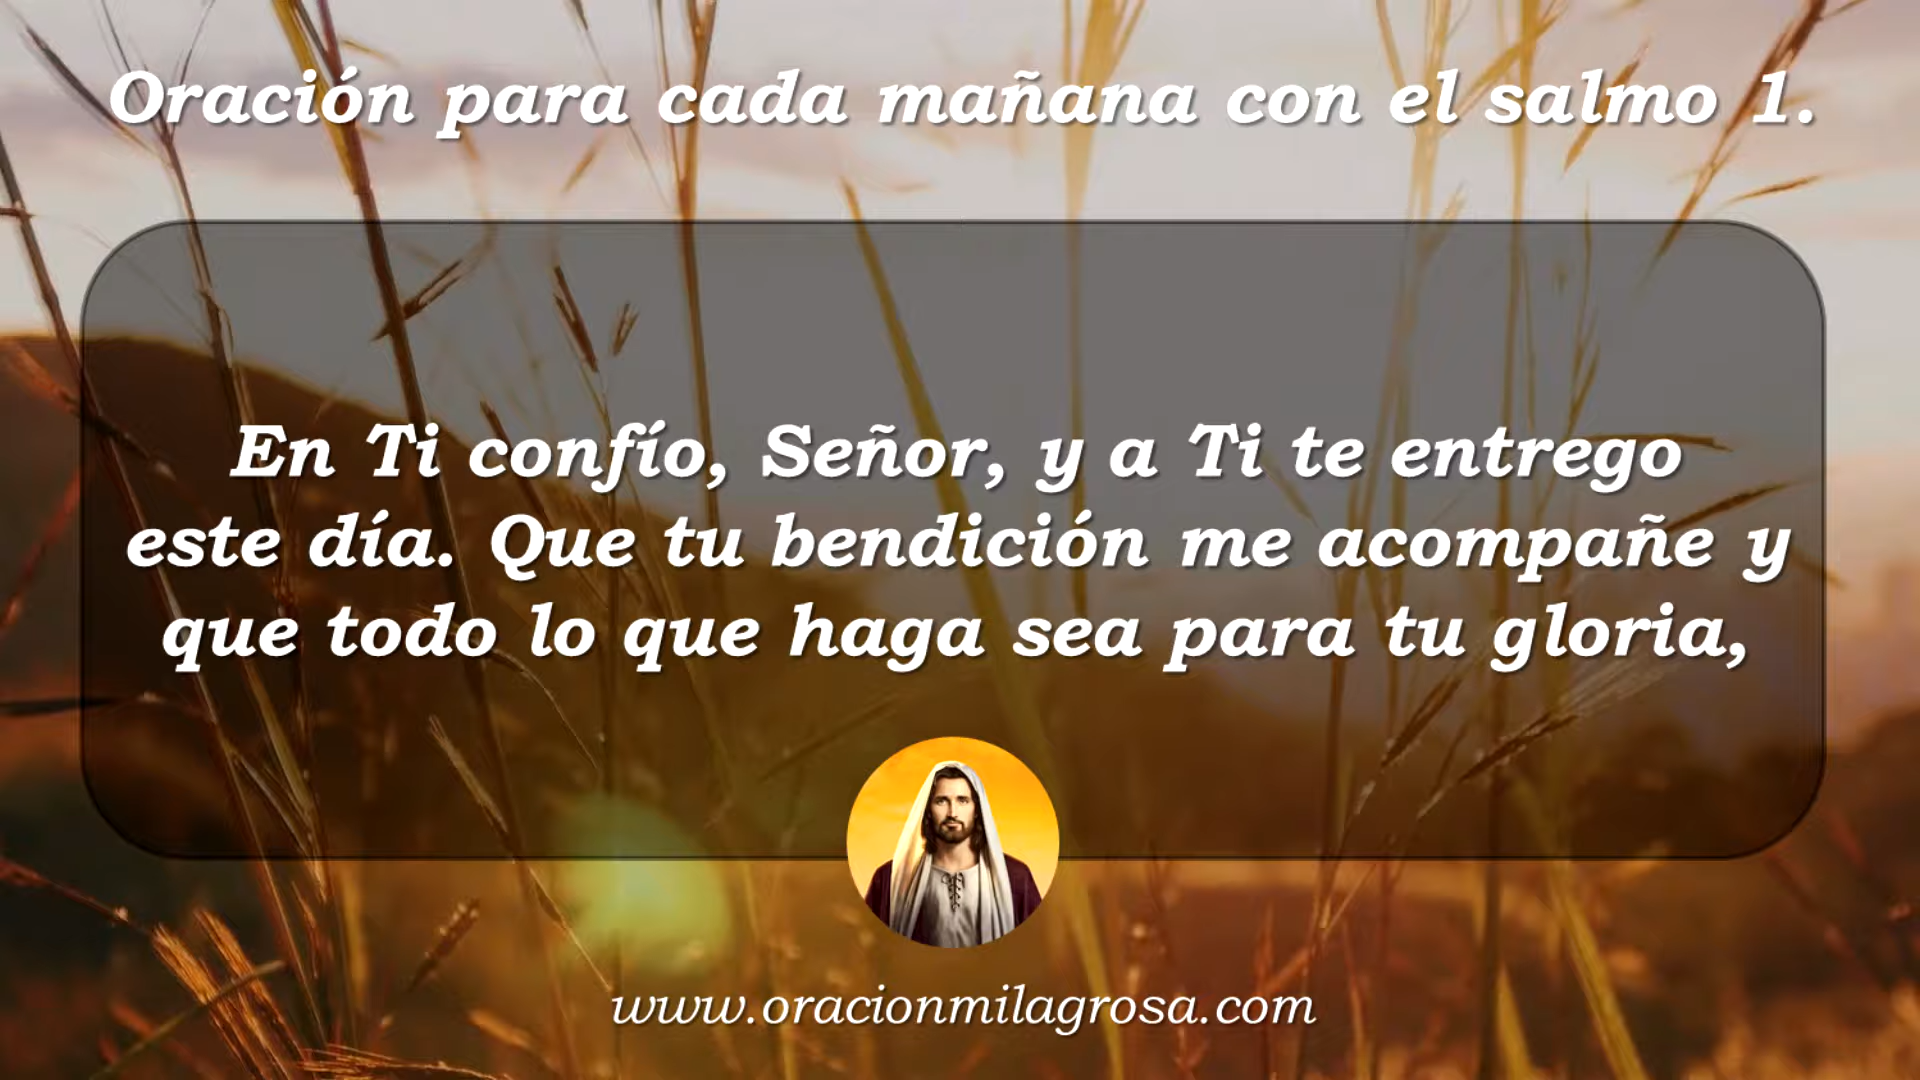 Oración para cada mañana con el salmo 1.
En Ti confío, Señor, y a Ti te entrego
este día. Que tu bendición me acompañe y
que todo lo que haga sea para tu gloria,
www.oracionmilagrosa.com